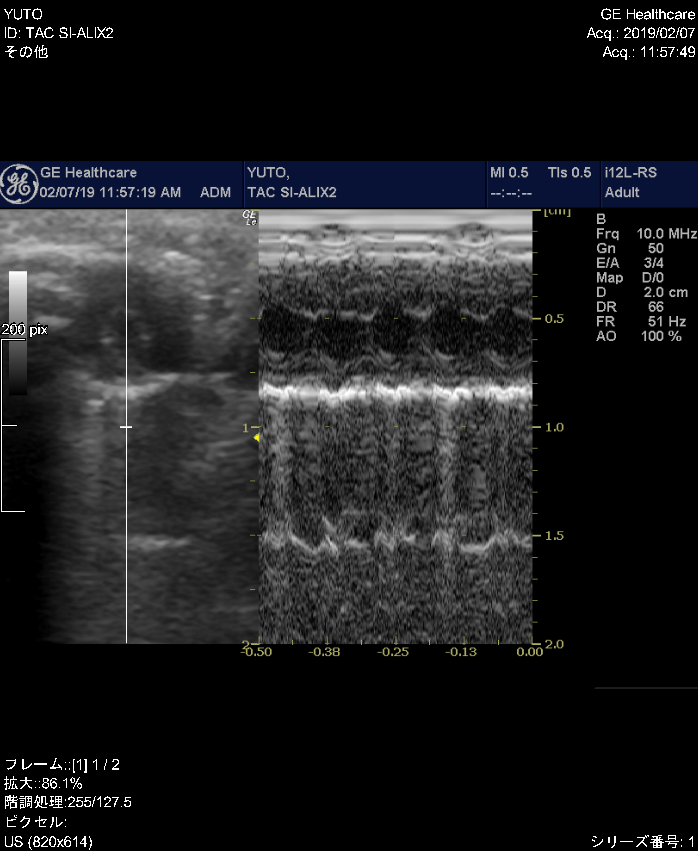 YUTO
ID: TAC SI-ALIX2
その他
GE Healthcare
Acq.: 2019/02/07
Acq.: 11:57:49
GE Healthcare
02/07/19 11:57:19 AM ADM
YUTO,
TAC SI-ALIX2
MI 0.5 TIs 0.5
--:--:--
i12L-RS
Adult
B
Frq 10.0 MHz
Gn 50
E/A 3/4
Map D/0
D 2.0 cm
DR 66
FR 51 Hz
AO 100 %
200 pix
GE
1
2
0.5
1.0
1.5
2.0
-0.50 -0.38 -0.25 -0.13 0.00
フレーム::[1] 1 / 2
拡大::86.1%
階調処理:255/127.5
ピクセル:
US (820x614)
シリーズ番号: 1